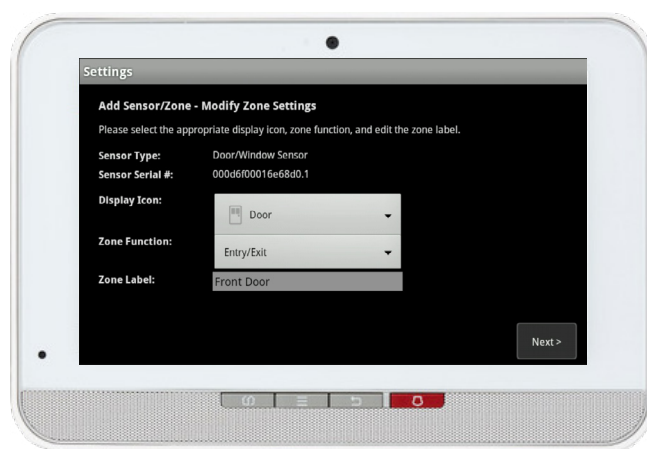 Settings
Add Sensor/Zone - Modify Zone Settings
Please select the appropriate display icon, zone function, and edit the zone label.
Sensor Type: Door/Window Sensor
Sensor Serial #: 000d6f00016e68d0.1
Display Icon: Door
Zone Function: Entry/Exit
Zone Label: Front Door
Next >